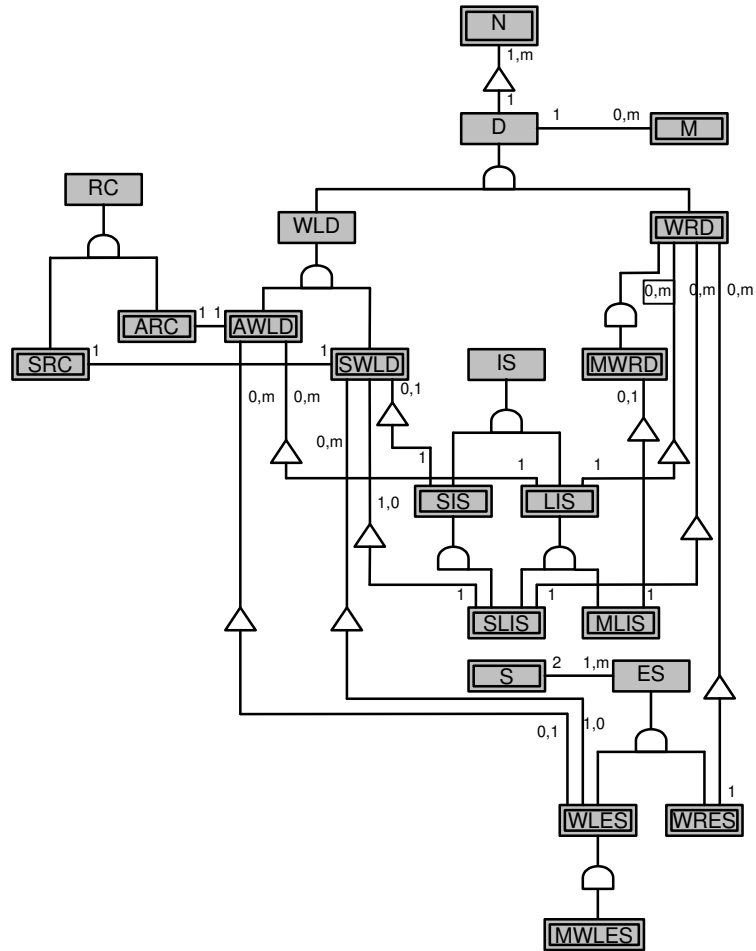 N
1,m
1
D
1
0,m
M
RC
WLD
WRD
0,m
0,m
0,m
ARC
1
1
AWLD
SRC
1
1
SWLD
IS
MWRD
0,m
0,m
0,1
0,1
0,m
1
1
1
SIS
LIS
1,0
1
1
1
SLIS
MLIS
S
2
1,m
ES
0,1
1,0
1
WLES
WRES
MWLES